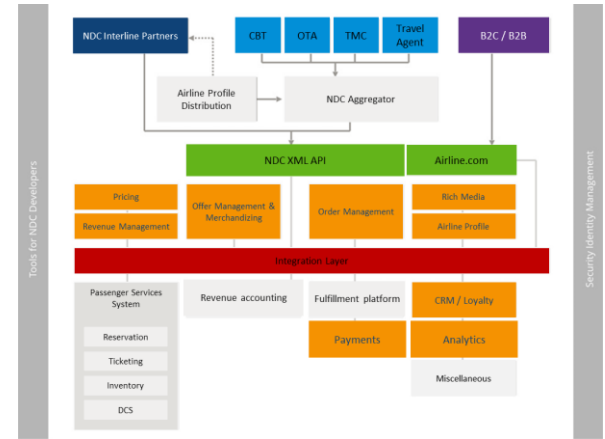 NDC Interline Partners
CBT
OTA
TMC
Travel
Agent
B2C / B2B
Airline Profile
Distribution
NDC Aggregator
Tools for NDC Developers
Security Identity Management
NDC XML API
Airline.com
Pricing
Revenue Management
Offer Management &
Merchandizing
Order Management
Rich Media
Airline Profile
Integration Layer
Passenger Services
System
Reservation
Ticketing
Inventory
DCS
Revenue accounting
Fulfillment platform
Payments
CRM / Loyalty
Analytics
Miscellaneous